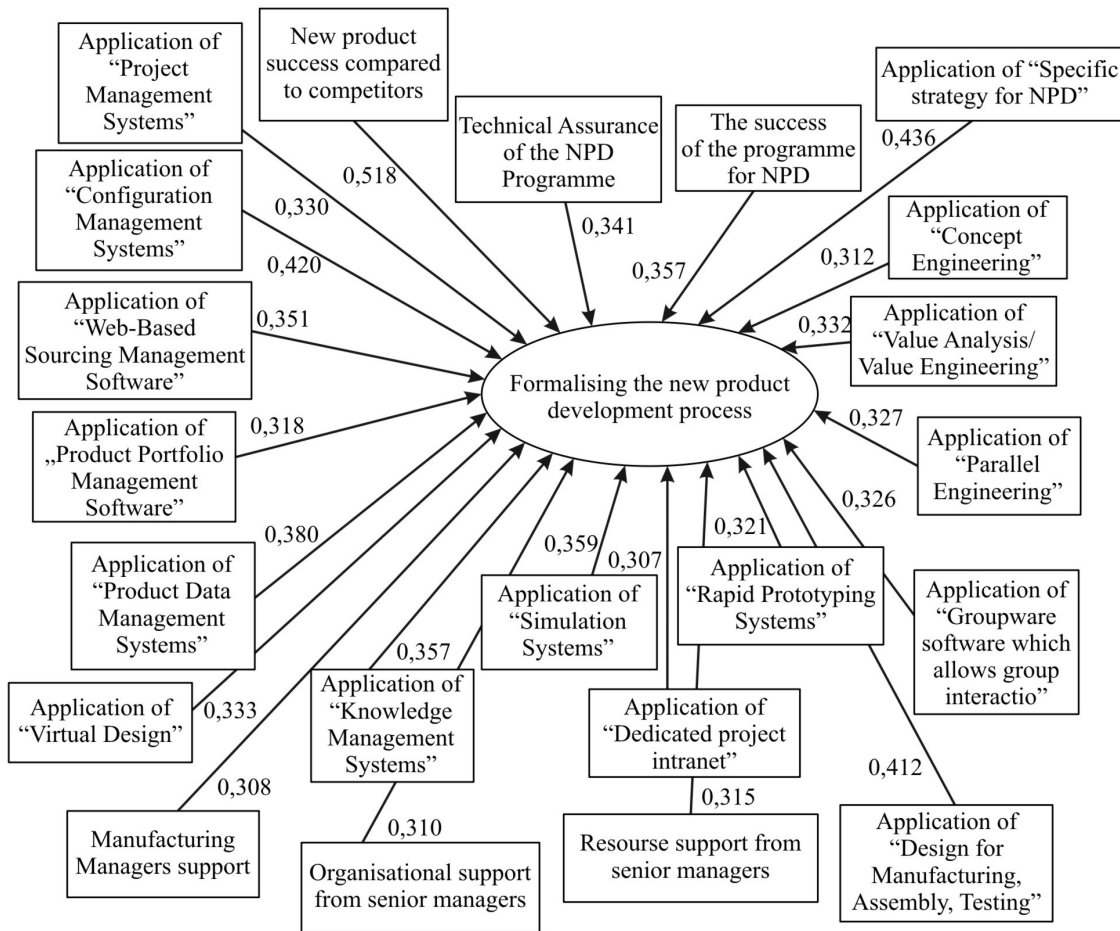 Application of
“Project
Management
Systems”
New product
success compared
to competitors
Technical Assurance
of the NPD
Programme
The success
of the programme
for NPD
Application of “Specific
strategy for NPD”
0,436
0,518
0,330
0,341
0,357
Application of
“Configuration
Management
Systems”
0,420
Application of
“Concept
Engineering”
0,312
Application of
“Web-Based
Sourcing Management
Software”
0,351
Application of
“Value Analysis/
Value Engineering”
0,332
Formalising the new product
development process
Application of
„Product Portfolio
Management
Software”
0,318
Application of
“Parallel
Engineering”
0,327
0,326
Application of
“Product Data
Management
Systems”
0,380
0,359
0,307
0,321
Application of
“Simulation
Systems”
Application of
“Rapid Prototyping
Systems”
Application of
“Groupware
software which
allows group
interactio”
Application of
“Virtual Design”
0,333
0,357
Application of
“Knowledge
Management
Systems”
Application of
“Dedicated project
intranet”
0,412
0,308
0,310
0,315
Manufacturing
Managers support
Organisational support
from senior managers
Resourse support from
senior managers
Application of
“Design for
Manufacturing,
Assembly, Testing”